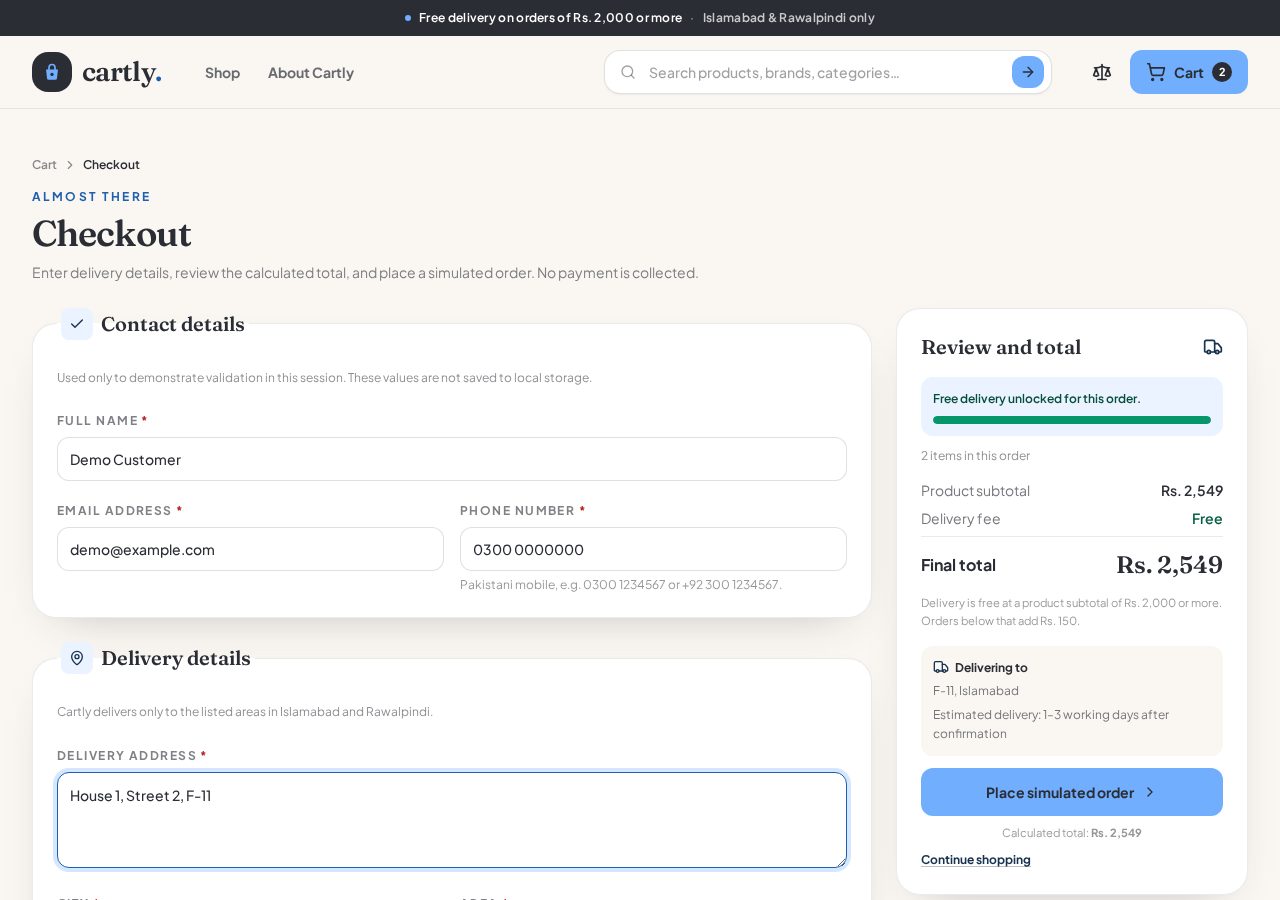 Free delivery on orders of Rs. 2,000 or more · Islamabad & Rawalpindi only
cartly.
Shop
About Cartly
Search products, brands, categories...
Cart 2
Cart > Checkout
ALMOST THERE
Checkout
Enter delivery details, review the calculated total, and place a simulated order. No payment is collected.
Contact details
Used only to demonstrate validation in this session. These values are not saved to local storage.
FULL NAME *
Demo Customer
EMAIL ADDRESS *
demo@example.com
PHONE NUMBER *
0300 0000000
Pakistani mobile, e.g. 0300 1234567 or +92 300 1234567.
Delivery details
Cartly delivers only to the listed areas in Islamabad and Rawalpindi.
DELIVERY ADDRESS *
House 1, Street 2, F-11
Review and total
Free delivery unlocked for this order.
2 items in this order
Product subtotal Rs. 2,549
Delivery fee Free
Final total Rs. 2,549
Delivery is free at a product subtotal of Rs. 2,000 or more.
Orders below that add Rs. 150.
Delivering to
F-11, Islamabad
Estimated delivery: 1–3 working days after
confirmation
Place simulated order
Calculated total: Rs. 2,549
Continue shopping